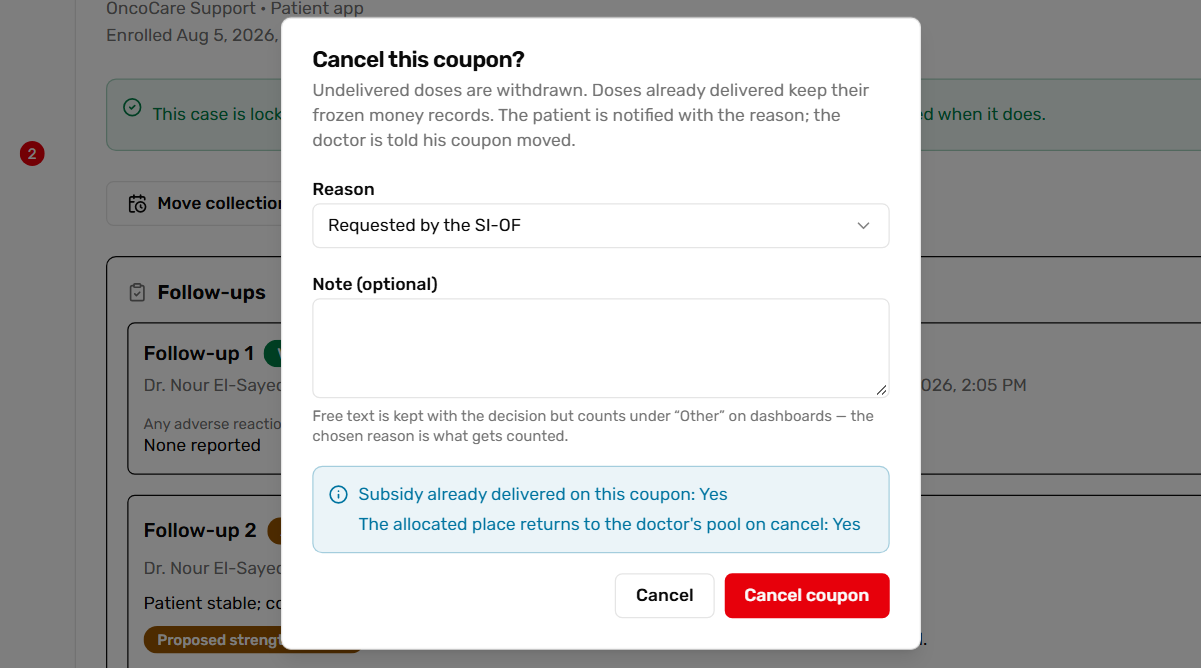 OncoCare Support • Patient app
Enrolled Aug 5, 2026,
Cancel this coupon?
Undelivered doses are withdrawn. Doses already delivered keep their
frozen money records. The patient is notified with the reason; the
doctor is told his coupon moved.
This case is lock
d when it does.
2
Reason
Move collection
Requested by the SI-OF
Note (optional)
Follow-ups
Follow-up 1
Dr. Nour El-Sayed
026, 2:05 PM
Any adverse reactio
None reported
Free text is kept with the decision but counts under “Other” on dashboards — the
chosen reason is what gets counted.
Subsidy already delivered on this coupon: Yes
The allocated place returns to the doctor's pool on cancel: Yes
Follow-up 2
Dr. Nour El-Sayed
Patient stable; co
Proposed strengt
Cancel
Cancel coupon